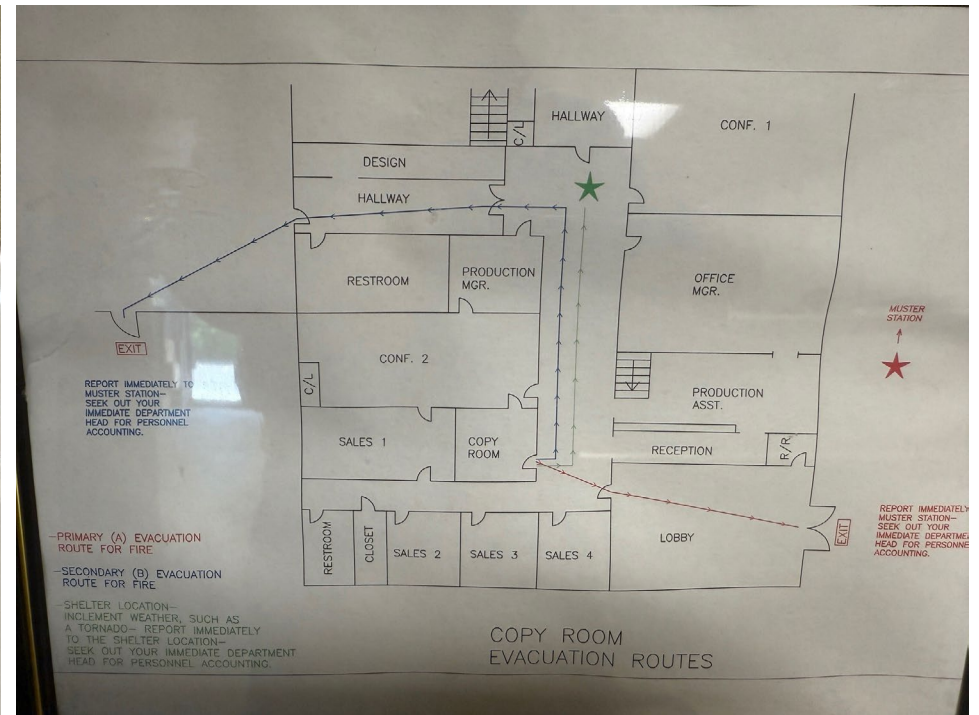 HALLWAY
CONF. 1
C/L
DESIGN
HALLWAY
RESTROOM
PRODUCTION
MGR.
OFFICE
MGR.
MUSTER
STATION
EXIT
CONF. 2
C/L
REPORT IMMEDIATELY TO
MUSTER STATION—
SEEK OUT YOUR
IMMEDIATE DEPARTMENT
HEAD FOR PERSONNEL
ACCOUNTING.
PRODUCTION
ASST.
SALES 1
COPY
ROOM
RECEPTION
R/R
RESTROOM
CLOSET
SALES 2
SALES 3
SALES 4
LOBBY
EXIT
REPORT IMMEDIATELY
MUSTER STATION—
SEEK OUT YOUR
IMMEDIATE
HEAD FOR
ACCOUNTING.
-PRIMARY (A) EVACUATION
ROUTE FOR FIRE
-SECONDARY (B) EVACUATION
ROUTE FOR FIRE
-SHELTER LOCATION—
INCLEMENT WEATHER, SUCH AS
A TORNADO— REPORT IMMEDIATELY
TO THE SHELTER LOCATION—
SEEK OUT YOUR IMMEDIATE DEPARTMENT
HEAD FOR PERSONNEL ACCOUNTING.
COPY ROOM
EVACUATION ROUTES